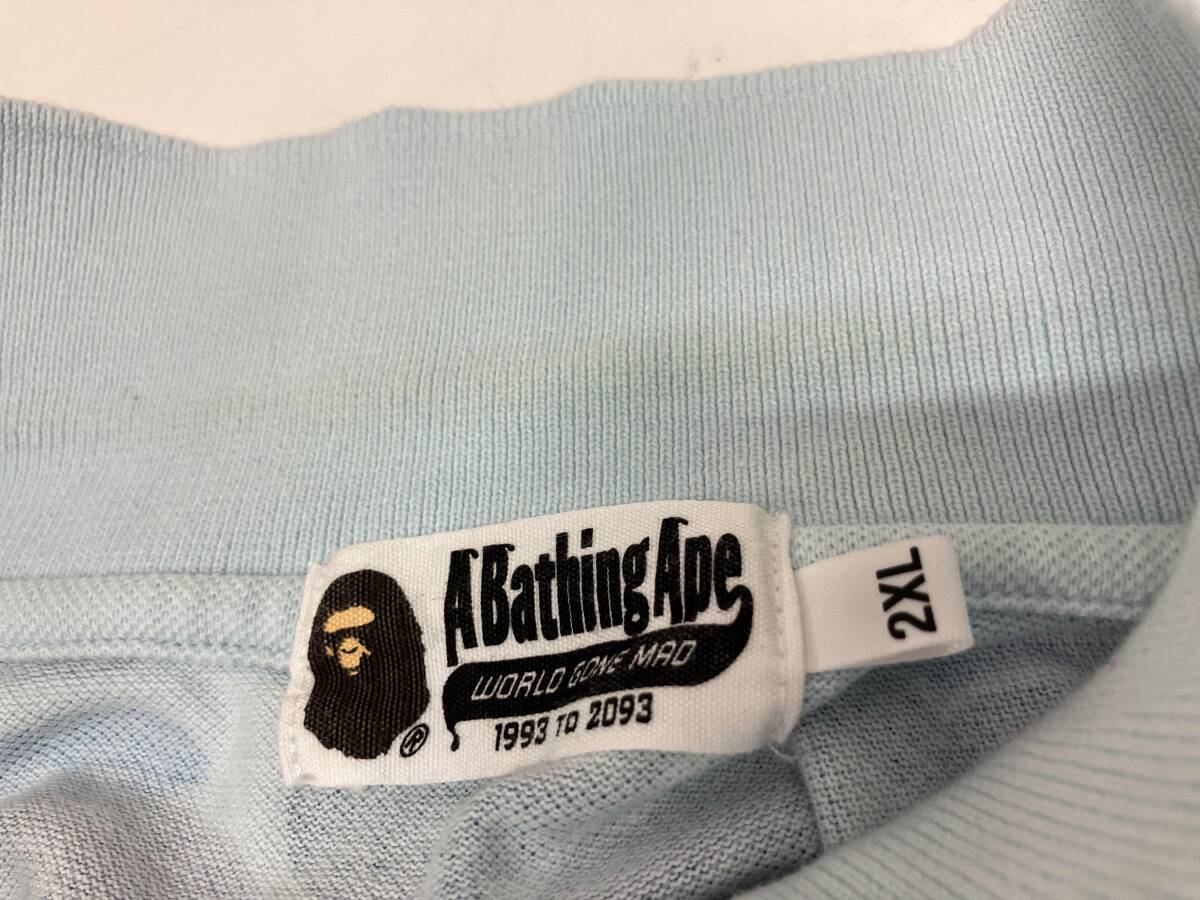 A Bathing Ape
WORLD GONE MAD
1993 TO 2093
®
2XL